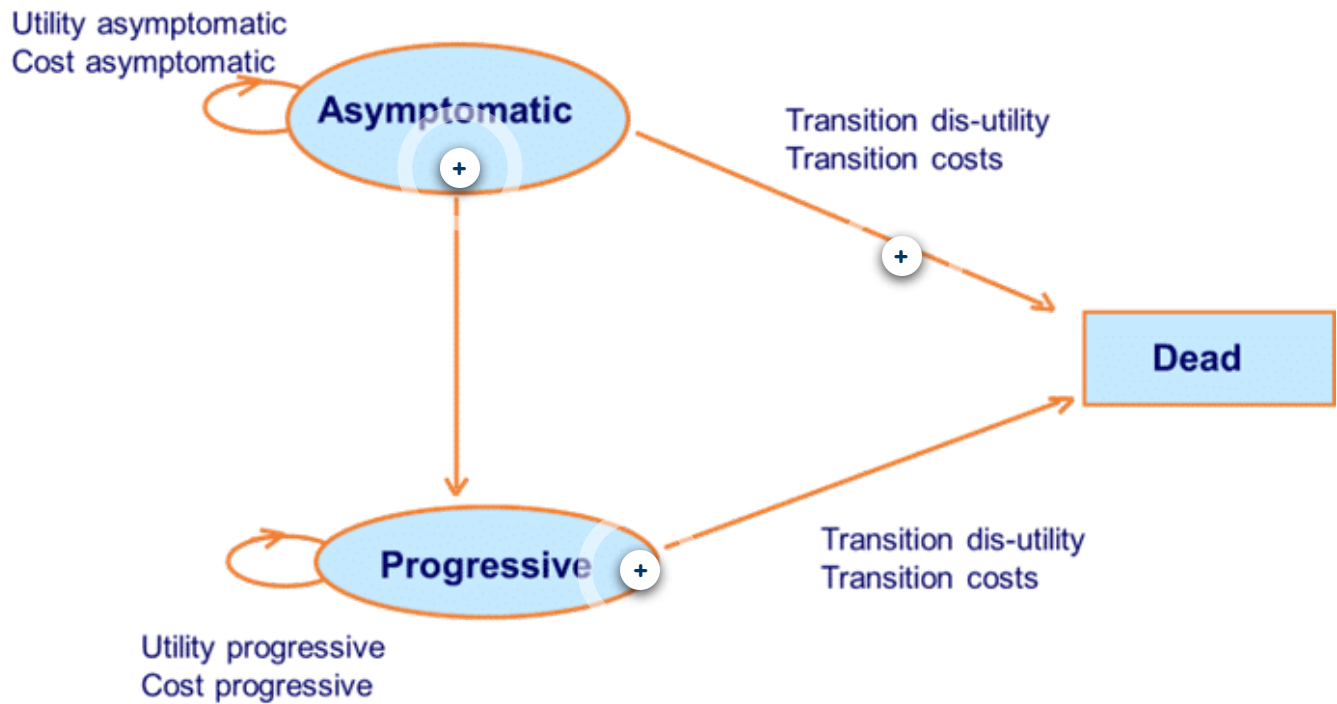 Utility asymptomatic
Cost asymptomatic
Asymptomatic
+
Transition dis-utility
Transition costs
+
Dead
Progressive
+
Transition dis-utility
Transition costs
Utility progressive
Cost progressive